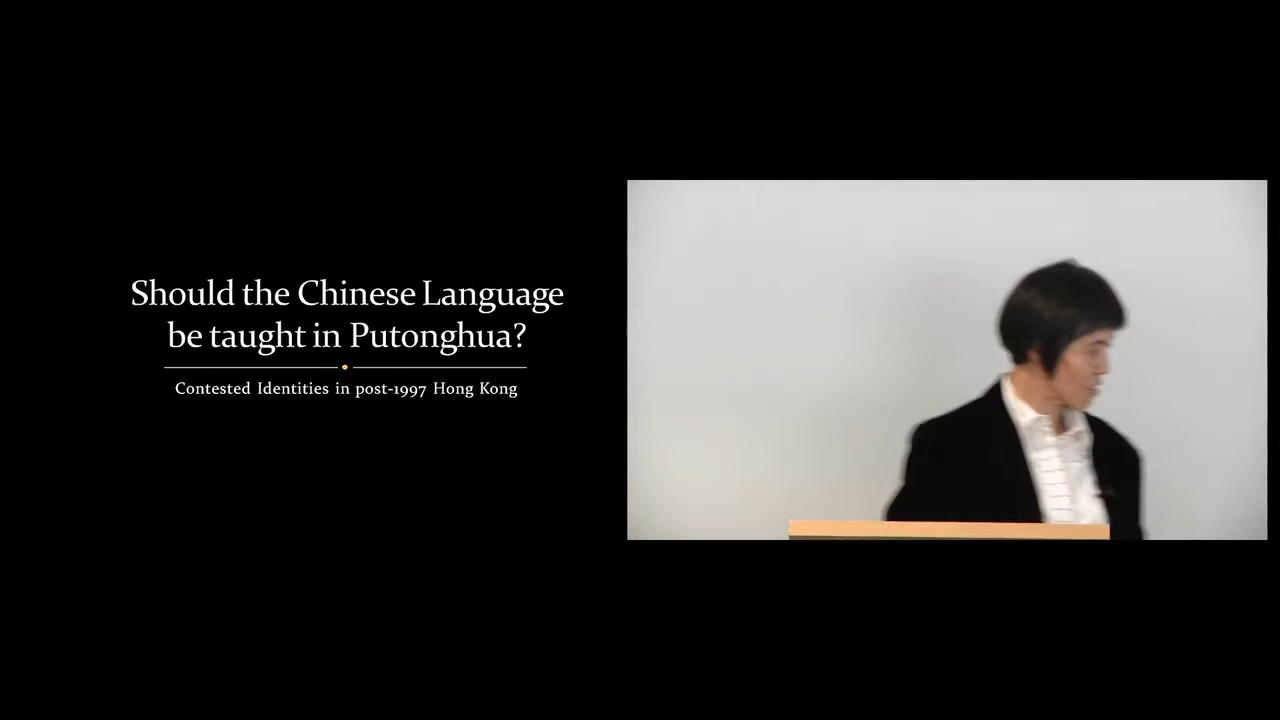 Should the Chinese Language
be taught in Putonghua?
Contested Identities in post-1997 Hong Kong